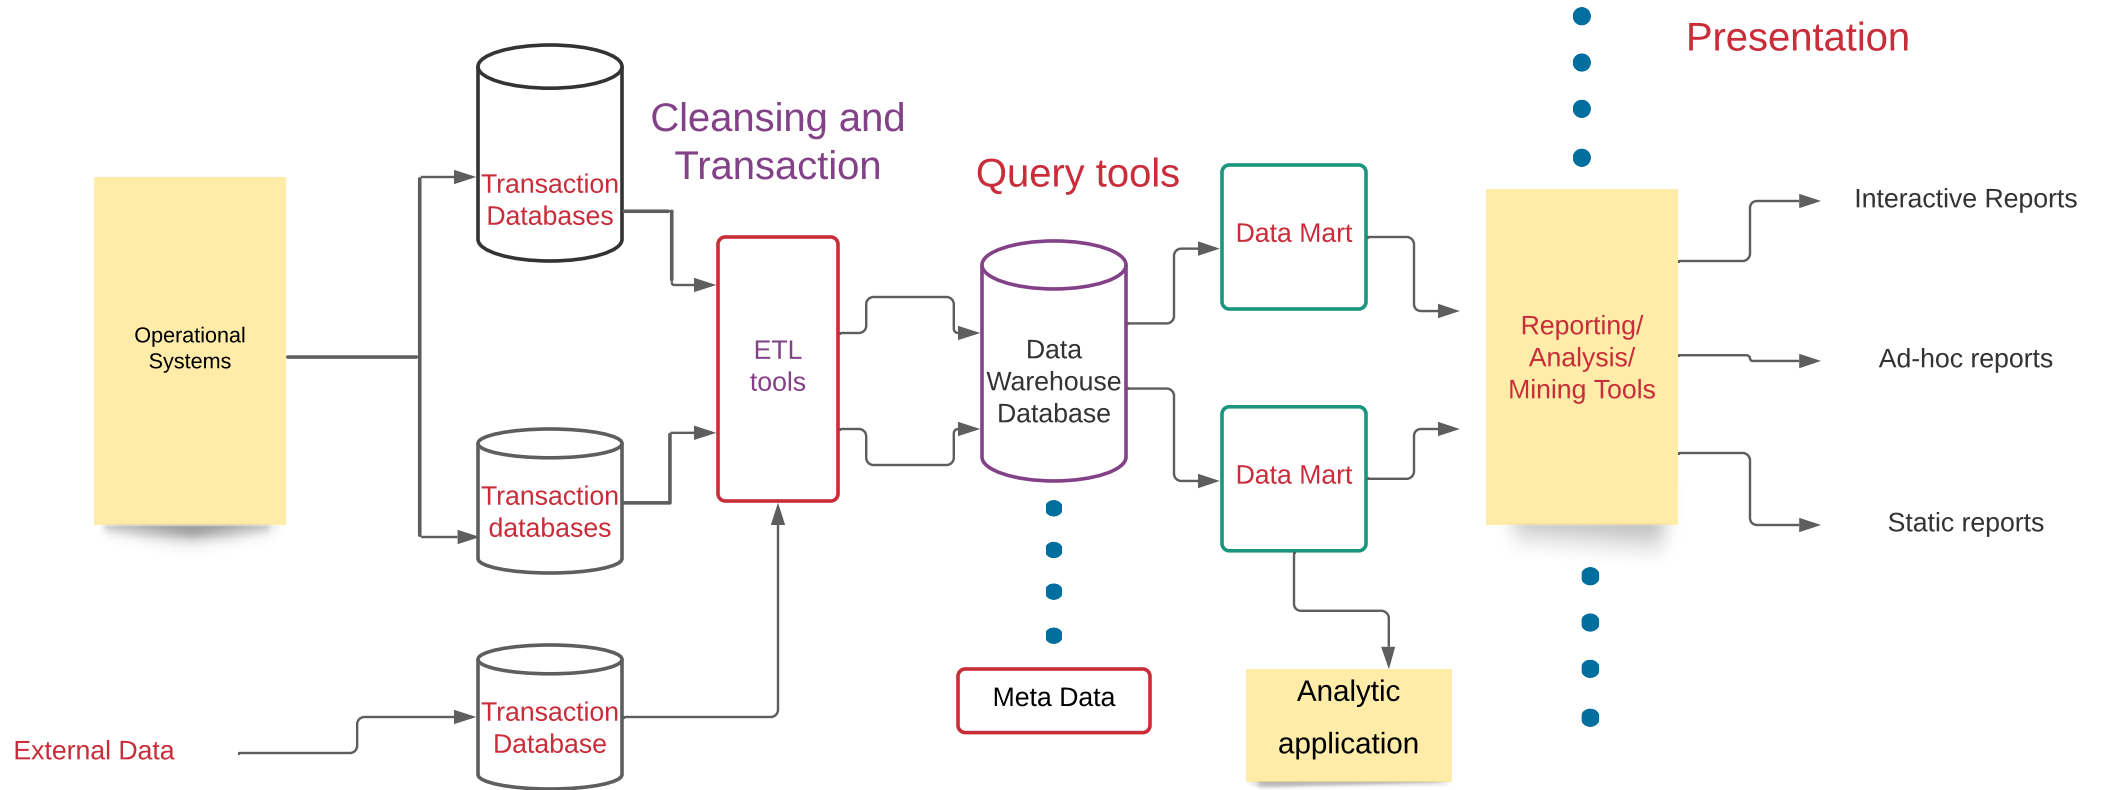 Presentation
Cleansing and
Transaction
Query tools
Transaction
Databases
Operational
Systems
Transaction
databases
External Data
Transaction
Database
ETL
tools
Data
Warehouse
Database
Meta Data
Data Mart
Data Mart
Analytic
application
Reporting/
Analysis/
Mining Tools
Interactive Reports
Ad-hoc reports
Static reports